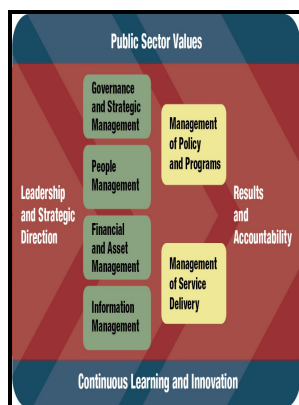 Public Sector Values
Governance
and Strategic
Management
Management
of Policy
and Programs
People
Management
Leadership
and Strategic
Direction
Results
and
Accountability
Financial
and Asset
Management
Management
of Service
Delivery
Information
Management
Continuous Learning and Innovation